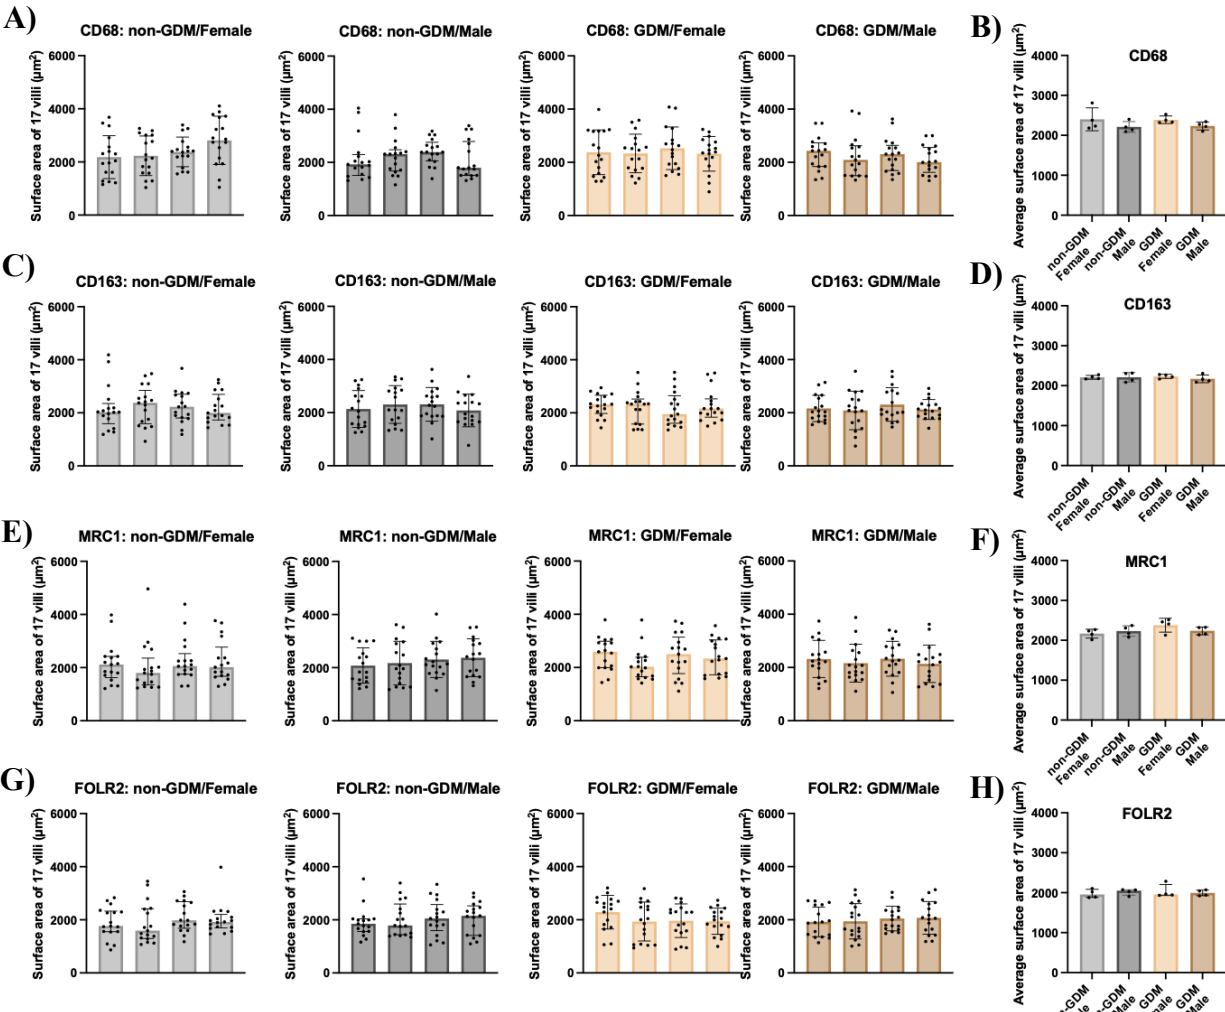 A)
CD68: non-GDM/Female
CD68: non-GDM/Male
CD68: GDM/Female
CD68: GDM/Male
Surface area of 17 villi (µm²)
6000
4000
2000
0
Surface area of 17 villi (µm²)
6000
4000
2000
0
Surface area of 17 villi (µm²)
6000
4000
2000
0
Surface area of 17 villi (µm²)
6000
4000
2000
0
B)
CD68
Average surface area of 17 villi (µm²)
4000
3000
2000
1000
0
non-GDM
Female
non-GDM
Male
GDM
Female
GDM
Male
C)
CD163: non-GDM/Female
CD163: non-GDM/Male
CD163: GDM/Female
CD163: GDM/Male
Surface area of 17 villi (µm²)
6000
4000
2000
0
Surface area of 17 villi (µm²)
6000
4000
2000
0
Surface area of 17 villi (µm²)
6000
4000
2000
0
Surface area of 17 villi (µm²)
6000
4000
2000
0
D)
CD163
Average surface area of 17 villi (µm²)
4000
3000
2000
1000
0
non-GDM
Female
non-GDM
Male
GDM
Female
GDM
Male
E)
MRC1: non-GDM/Female
MRC1: non-GDM/Male
MRC1: GDM/Female
MRC1: GDM/Male
Surface area of 17 villi (µm²)
6000
4000
2000
0
Surface area of 17 villi (µm²)
6000
4000
2000
0
Surface area of 17 villi (µm²)
6000
4000
2000
0
Surface area of 17 villi (µm²)
6000
4000
2000
0
F)
MRC1
Average surface area of 17 villi (µm²)
4000
3000
2000
1000
0
non-GDM
Female
non-GDM
Male
GDM
Female
GDM
Male
G)
FOLR2: non-GDM/Female
FOLR2: non-GDM/Male
FOLR2: GDM/Female
FOLR2: GDM/Male
Surface area of 17 villi (µm²)
6000
4000
2000
0
Surface area of 17 villi (µm²)
6000
4000
2000
0
Surface area of 17 villi (µm²)
6000
4000
2000
0
Surface area of 17 villi (µm²)
6000
4000
2000
0
H)
FOLR2
Average surface area of 17 villi (µm²)
4000
3000
2000
1000
0
n-GDM
n-GDM
Male
GDM
GDM
Male